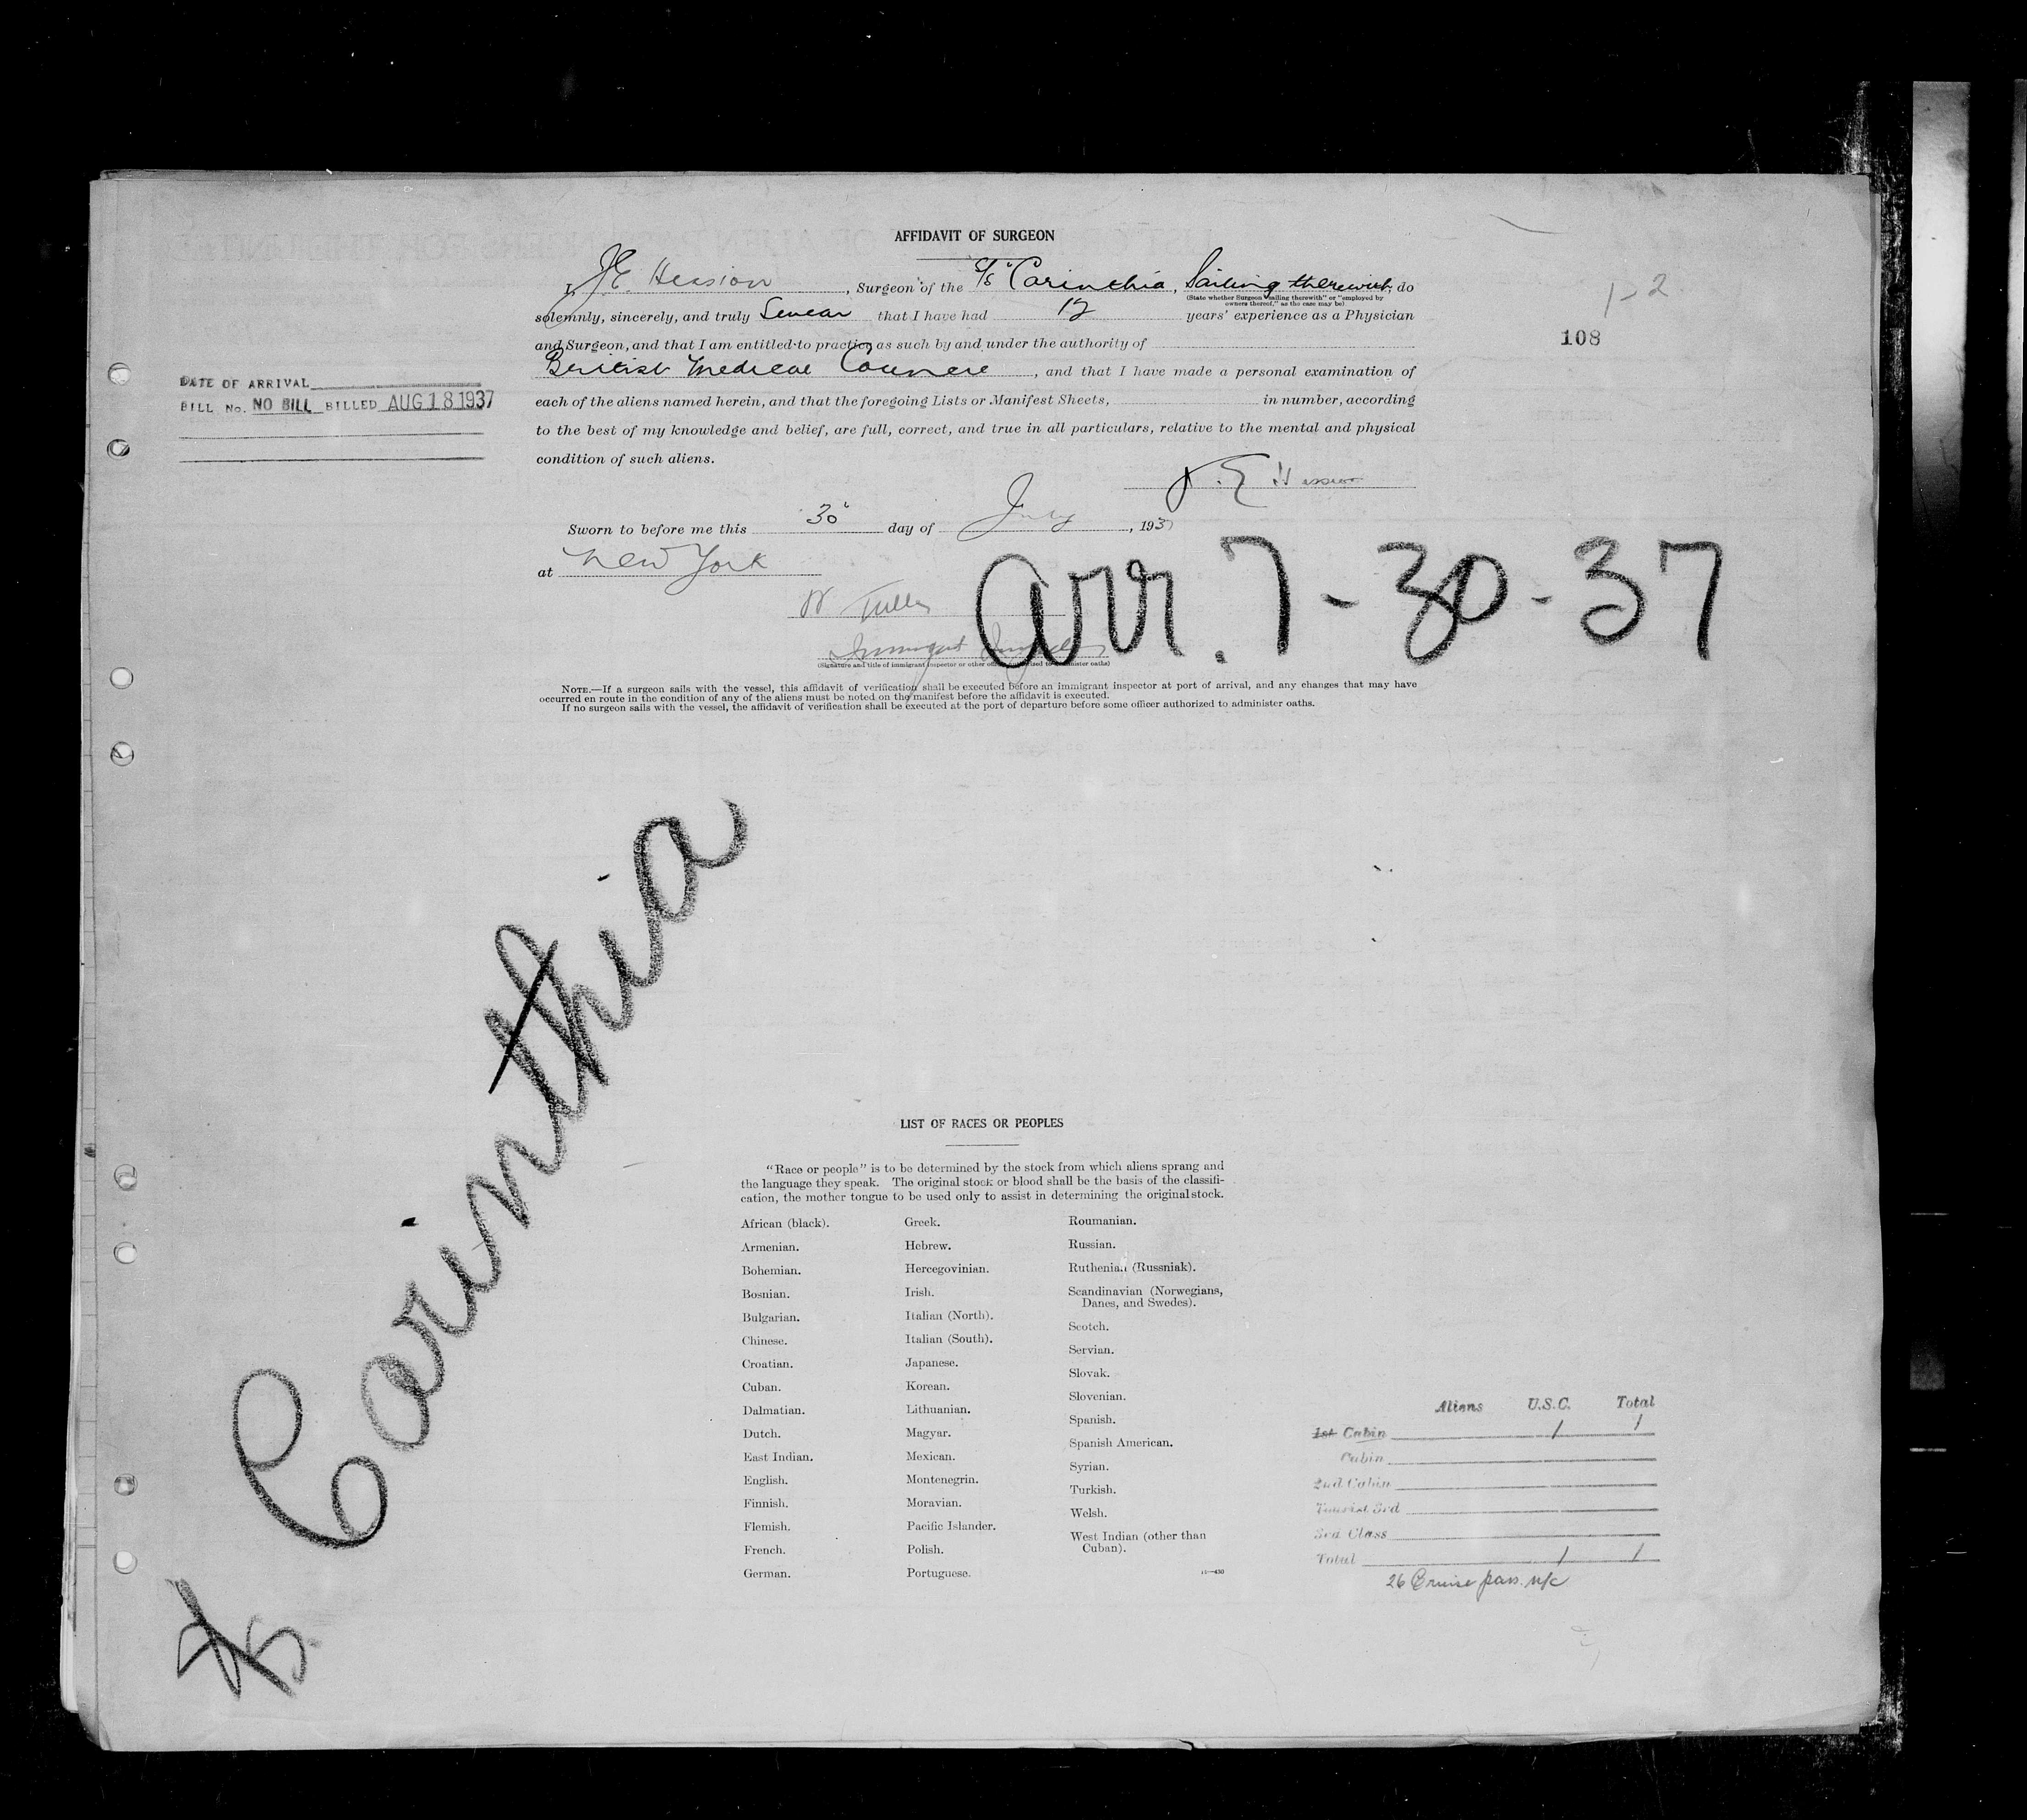 AFFIDAVIT OF SURGEON
I, J.E. Hession, Surgeon of the S/S "Carinthia, Sailing therewith, do
(State whether Surgeon "sailing therewith" or "employed by
owners thereof," as the case may be)
solemnly, sincerely, and truly Swear that I have had 12 years' experience as a Physician
and Surgeon, and that I am entitled to practice as such by and under the authority of
British Medical Council, and that I have made a personal examination of
each of the aliens named herein, and that the foregoing Lists or Manifest Sheets, in number, according
to the best of my knowledge and belief, are full, correct, and true in all particulars, relative to the mental and physical
condition of such aliens.
J.E. Hession
Sworn to before me this 30 day of July, 1937
at New York
W
Immigrant Inspector
(Signature and title of immigrant inspector or other officer authorized to administer oaths)
NOTE.—If a surgeon sails with the vessel, this affidavit of verification shall be executed before an immigrant inspector at port of arrival, and any changes that may have
occurred en route in the condition of any of the aliens must be noted on the manifest before the affidavit is executed.
If no surgeon sails with the vessel, the affidavit of verification shall be executed at the port of departure before some officer authorized to administer oaths.
108
DATE OF ARRIVAL
BILL No. NO BILL BILLED AUG 18 1937
arr. 7-30-37
Carinthia
LIST OF RACES OR PEOPLES
"Race or people" is to be determined by the stock from which aliens sprang and
the language they speak. The original stock or blood shall be the basis of the classifi-
cation, the mother tongue to be used only to assist in determining the original stock.
African (black).
Armenian.
Bohemian.
Bosnian.
Bulgarian.
Chinese.
Croatian.
Cuban.
Dalmatian.
Dutch.
East Indian.
English.
Finnish.
Flemish.
French.
German.
Greek.
Hebrew.
Hercegovinian.
Irish.
Italian (North).
Italian (South).
Japanese.
Korean.
Lithuanian.
Magyar.
Mexican.
Montenegrin.
Moravian.
Pacific Islander.
Polish.
Portuguese.
Roumanian.
Russian.
Ruthenian (Russniak).
Scandinavian (Norwegians,
Danes, and Swedes).
Scotch.
Servian.
Slovak.
Slovenian.
Spanish.
Spanish American.
Syrian.
Turkish.
Welsh.
West Indian (other than
Cuban).
Aliens U.S.C. Total
1st Cabin 1 1
Cabin
2nd Cabin
Tourist 3rd
3rd Class
Total 1 1
26 Cruise pass. n/c